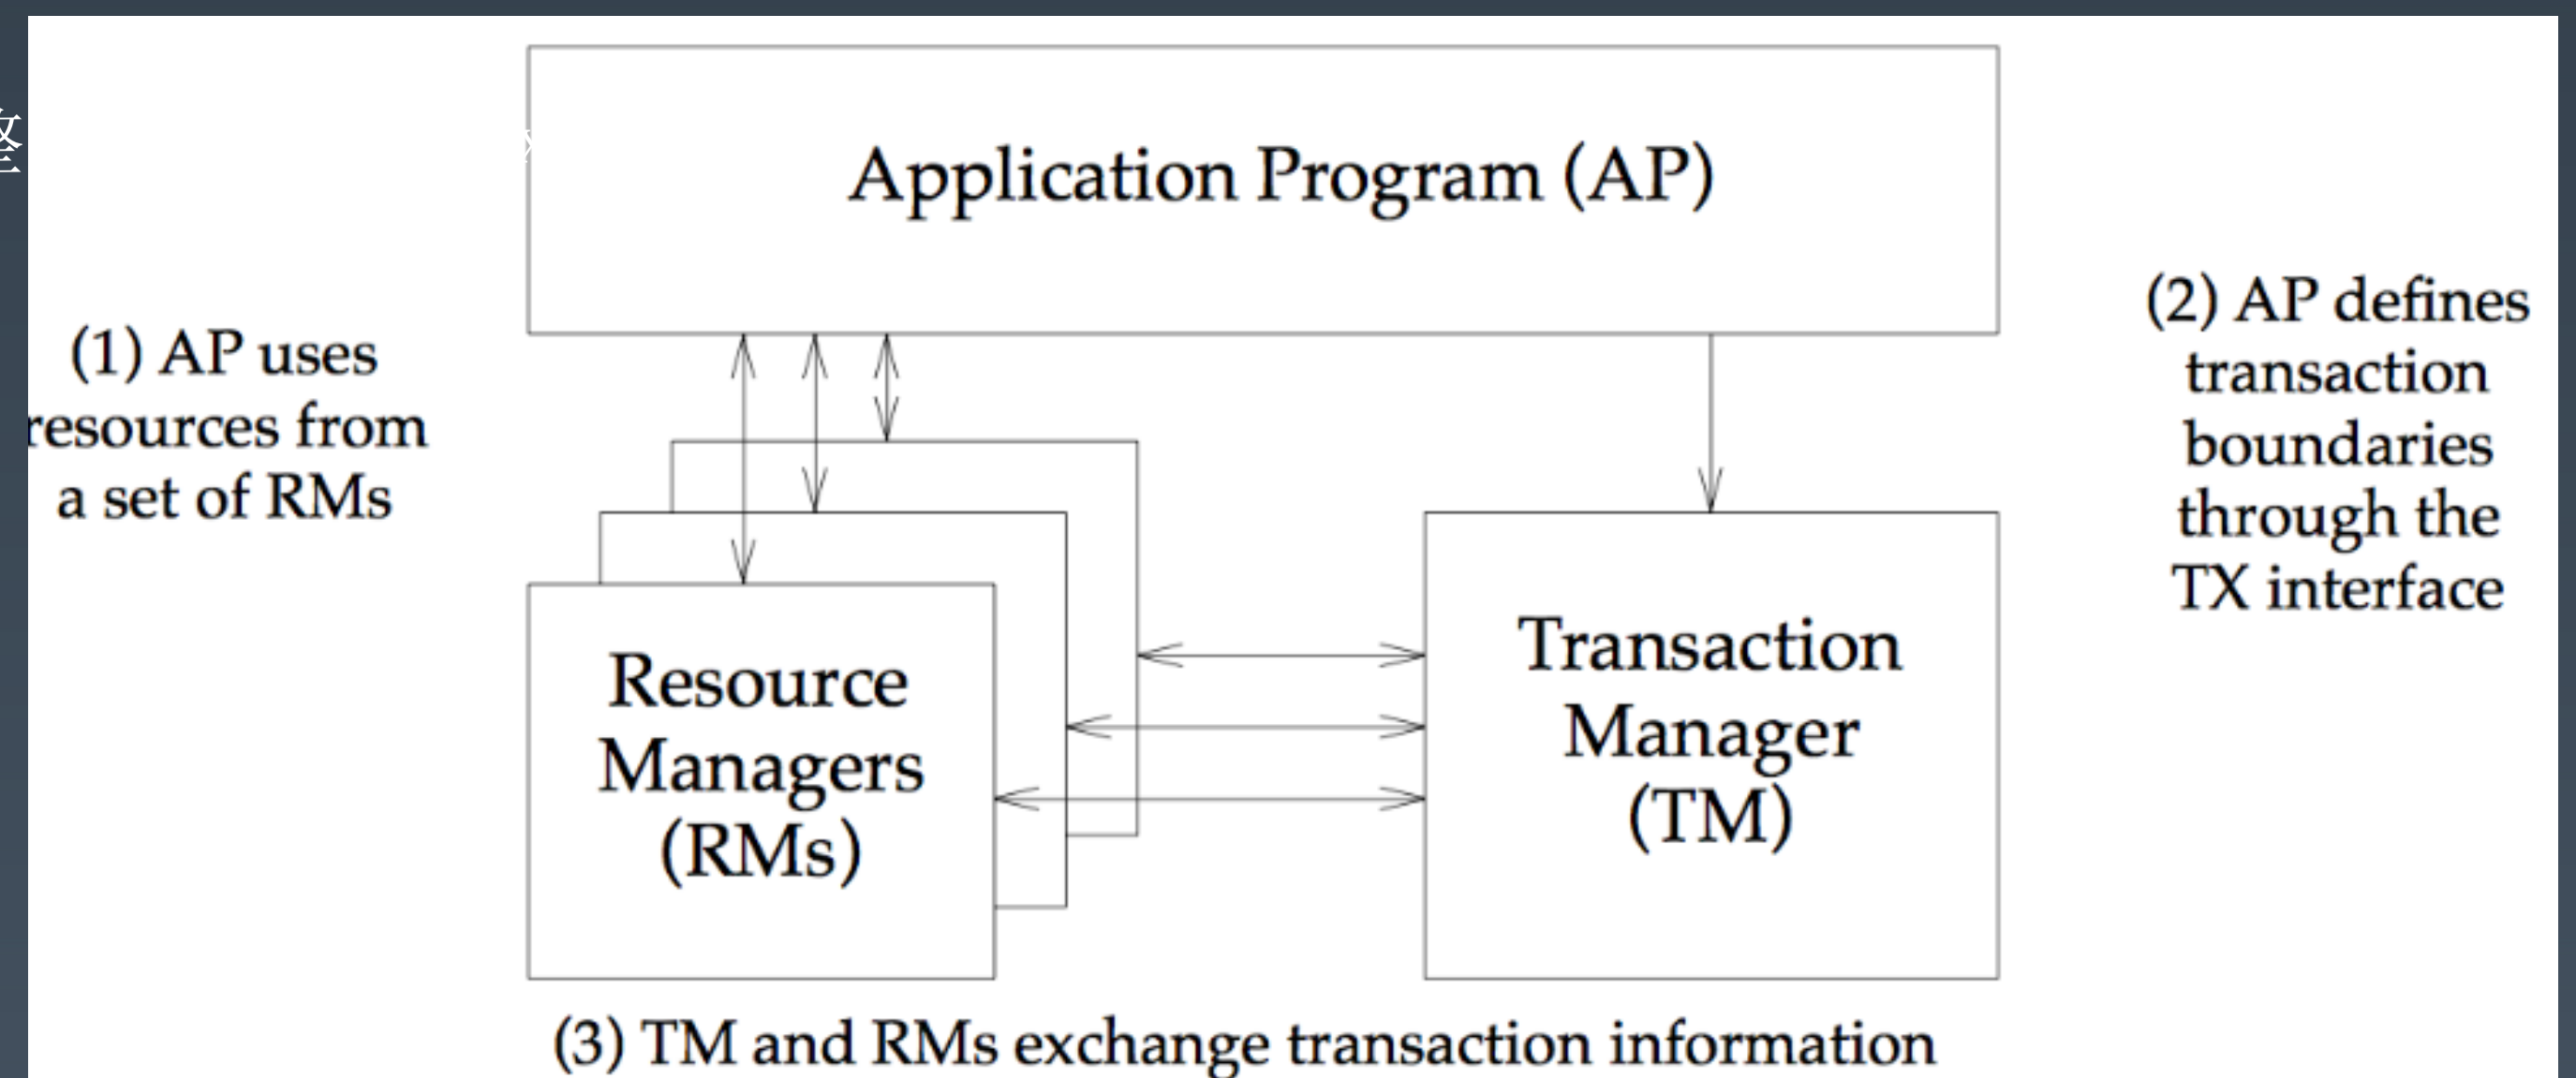 Application Program (AP)
(1) AP uses
resources from
a set of RMs
(2) AP defines
transaction
boundaries
through the
TX interface
Resource
Managers
(RMs)
Transaction
Manager
(TM)
(3) TM and RMs exchange transaction information